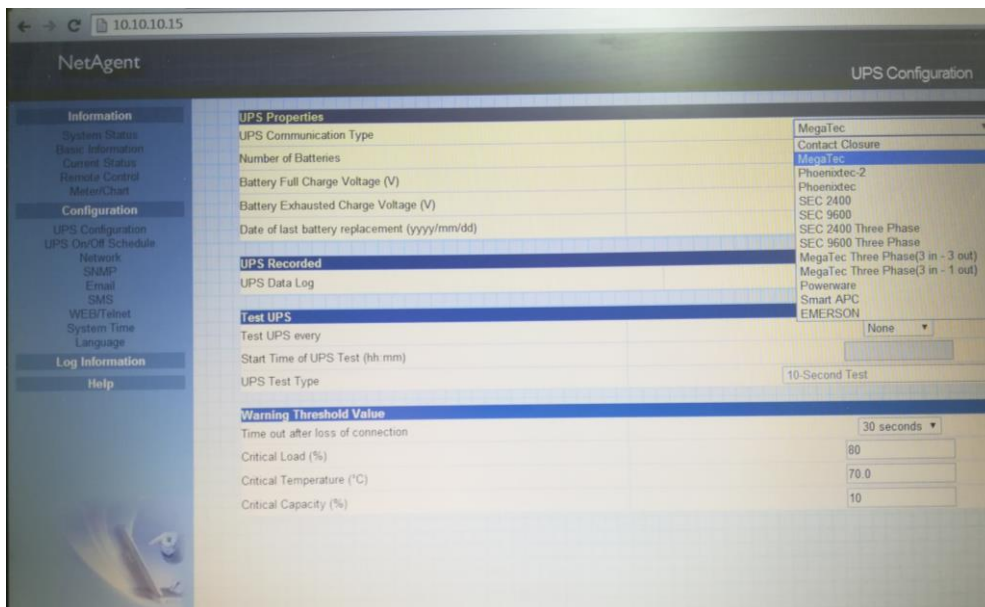 10.10.10.15
NetAgent
UPS Configuration
Information
System Status
Basic Information
Current Status
Remote Control
Meter/Chart
Configuration
UPS Configuration
UPS On/Off Schedule
Network
SNMP
Email
SMS
WEB/Telnet
System Time
Language
Log Information
Help
UPS Properties
UPS Communication Type
MegaTec
Number of Batteries
Battery Full Charge Voltage (V)
Battery Exhausted Charge Voltage (V)
Date of last battery replacement (yyyy/mm/dd)
Contact Closure
MegaTec
Phoenixtec-2
Phoenixtec
SEC 2400
SEC 9600
SEC 2400 Three Phase
SEC 9600 Three Phase
MegaTec Three Phase(3 in - 3 out)
MegaTec Three Phase(3 in - 1 out)
Powerware
Smart APC
EMERSON
UPS Recorded
UPS Data Log
Test UPS
Test UPS every
None
Start Time of UPS Test (hh:mm)
UPS Test Type
10-Second Test
Warning Threshold Value
Time out after loss of connection
30 seconds
Critical Load (%)
80
Critical Temperature (°C)
70.0
Critical Capacity (%)
10